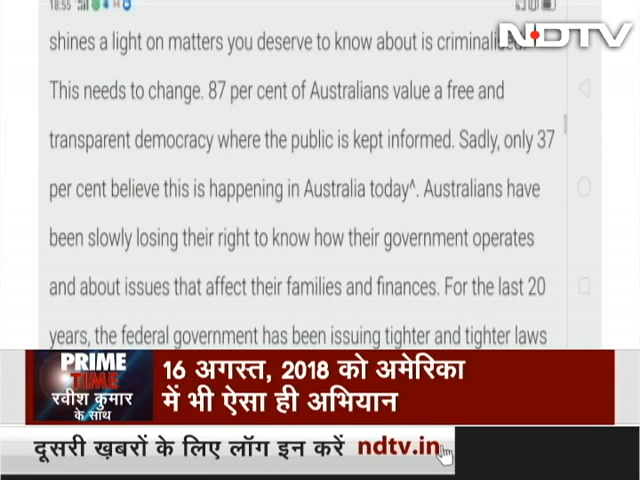 18:55
NDTV
shines a light on matters you deserve to know about is criminalised.
This needs to change. 87 per cent of Australians value a free and
transparent democracy where the public is kept informed. Sadly, only 37
per cent believe this is happening in Australia today^. Australians have
been slowly losing their right to know how their government operates
and about issues that affect their families and finances. For the last 20
years, the federal government has been issuing tighter and tighter laws
PRIME
TIME
रवीश कुमार
के साथ
16 अगस्त, 2018 को अमेरिका
में भी ऐसा ही अभियान
दूसरी ख़बरों के लिए लॉग इन करें ndtv.in